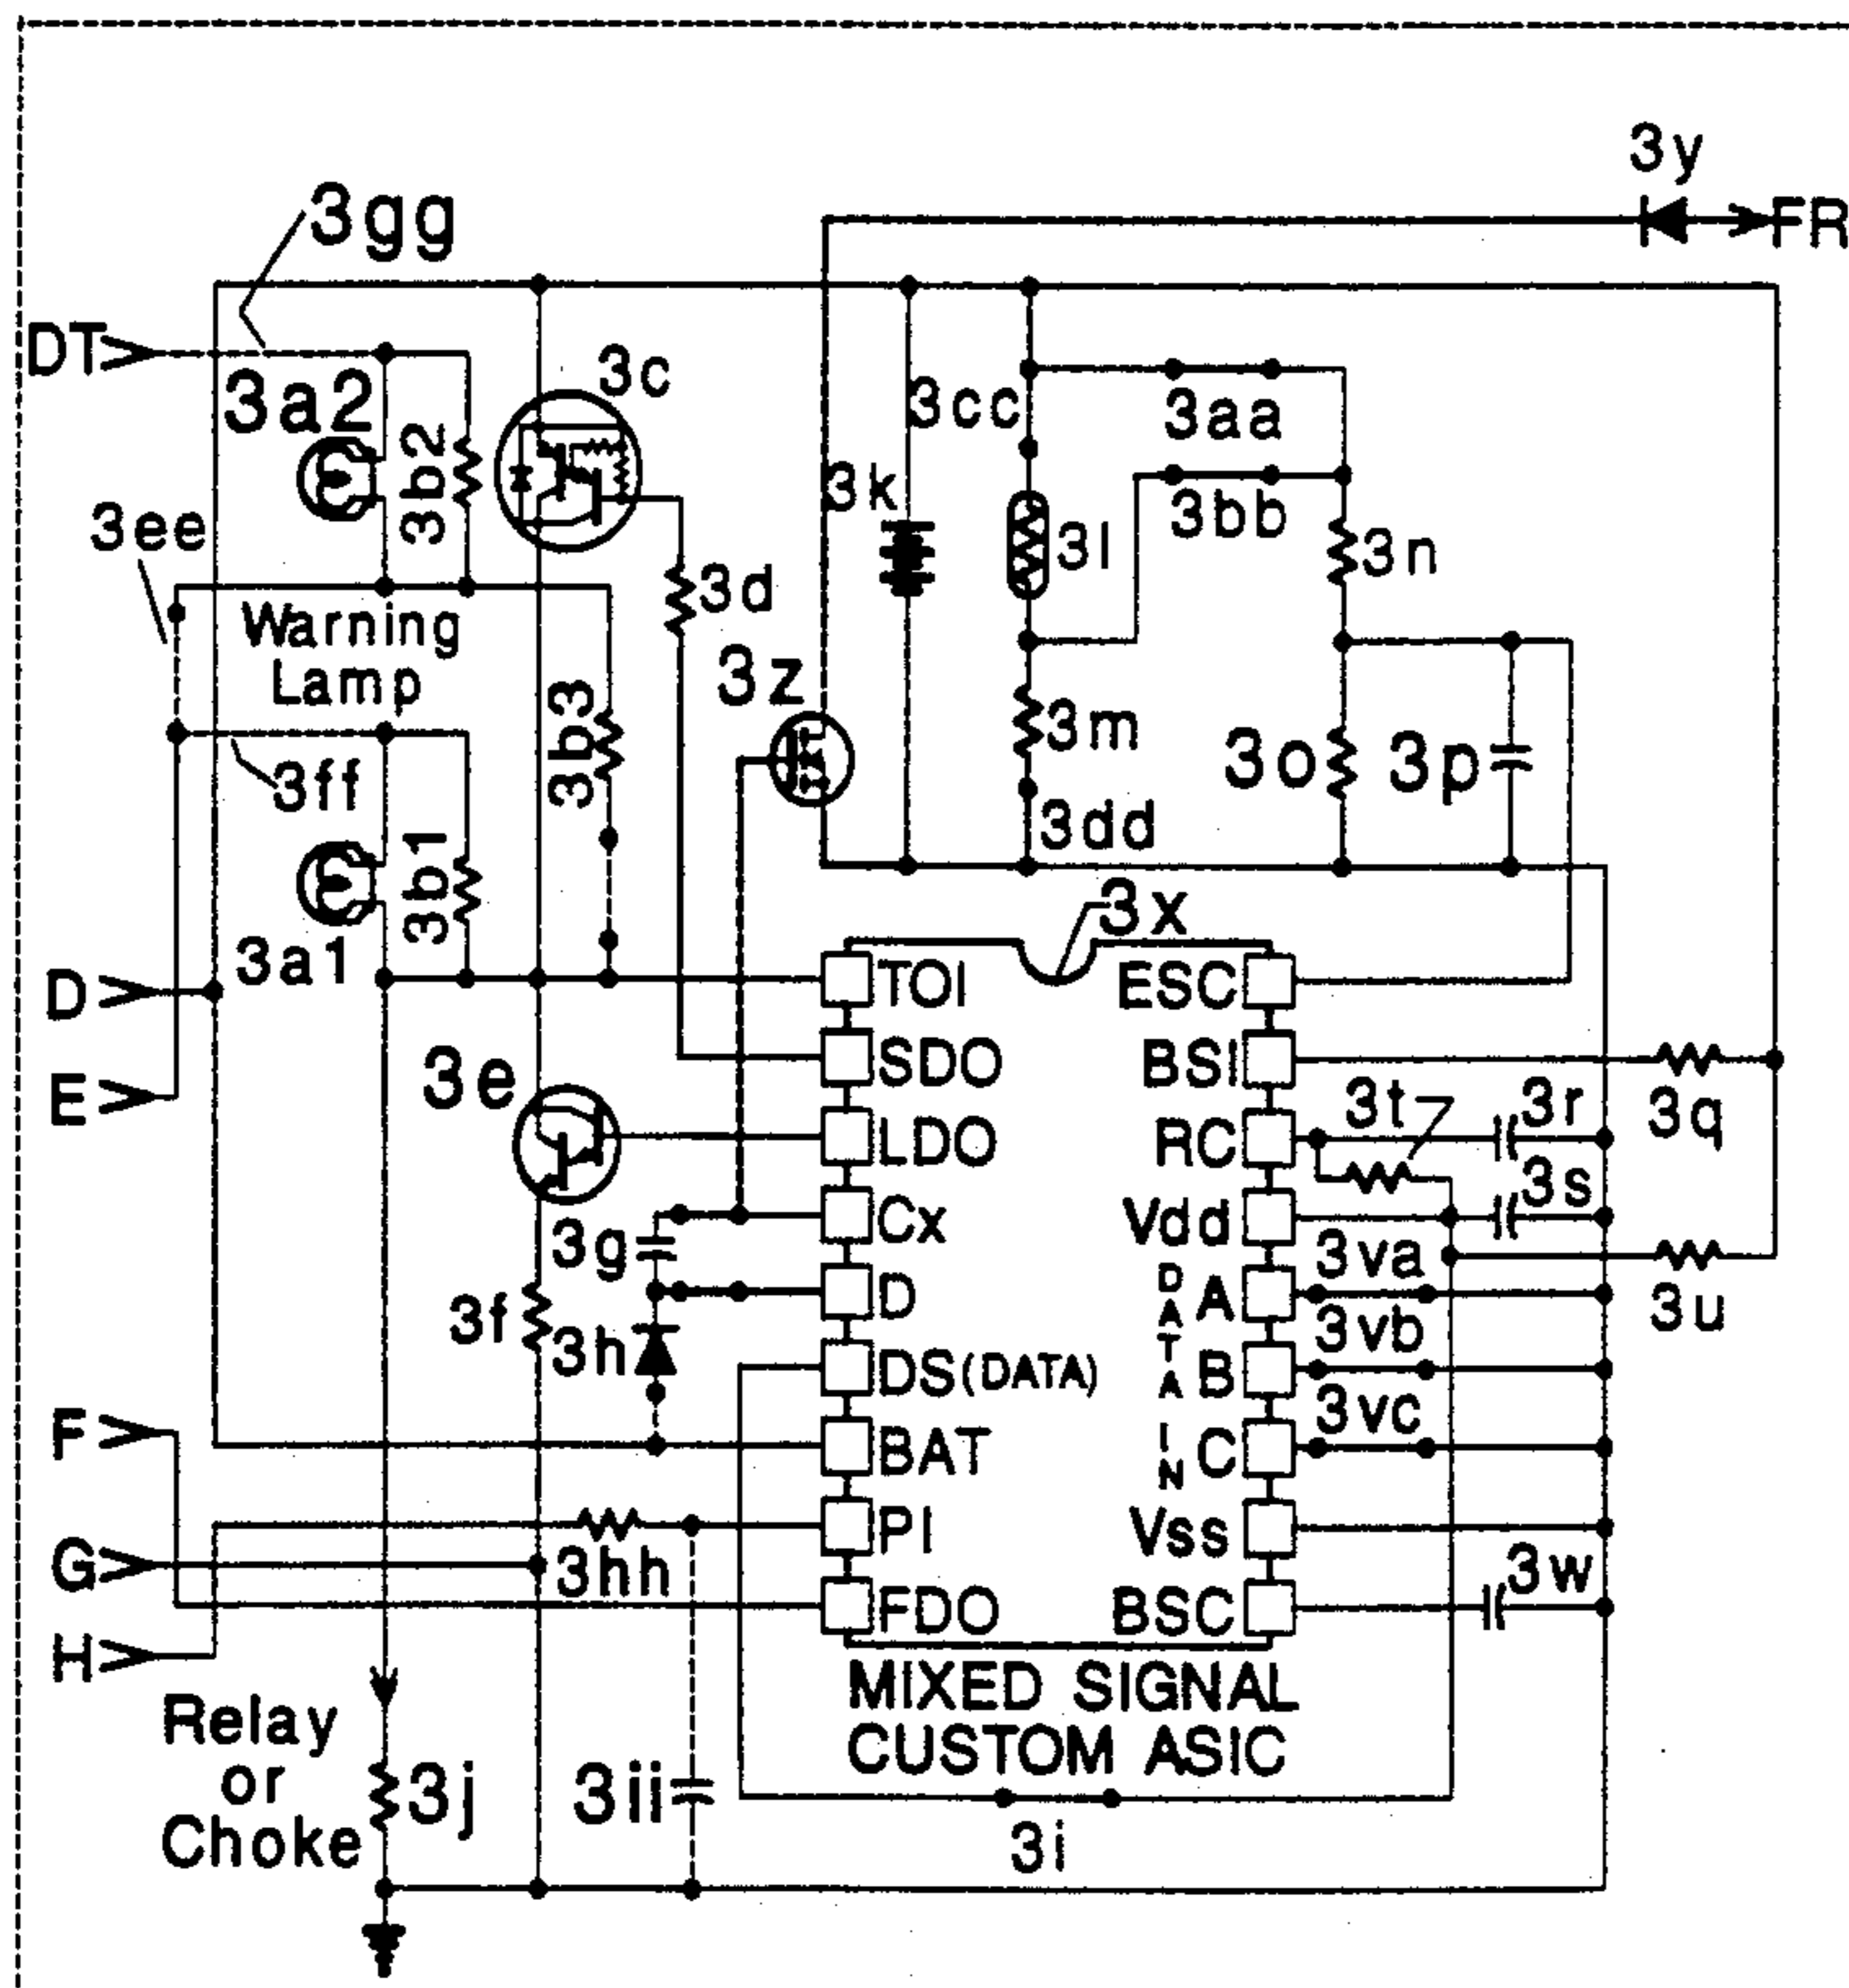 3y
FR
3gg
DT
3a2
3b2
3c
3cc
3aa
3k
3bb
3ee
3l
3n
3d
Warning
Lamp
3z
3b3
3m
3o
3p
3ff
3dd
3b1
3x
3a1
D
TOI
ESC
3e
SDO
BSI
E
3t
3r
3q
LDO
RC
3s
3g
Cx
Vdd
3va
3f
D
DATA IN
A
3u
3h
3vb
DS(DATA)
B
3vc
F
BAT
C
PI
Vss
G
3hh
3w
FDO
BSC
H
MIXED SIGNAL
CUSTOM ASIC
Relay
or
Choke
3j
3ii
3i